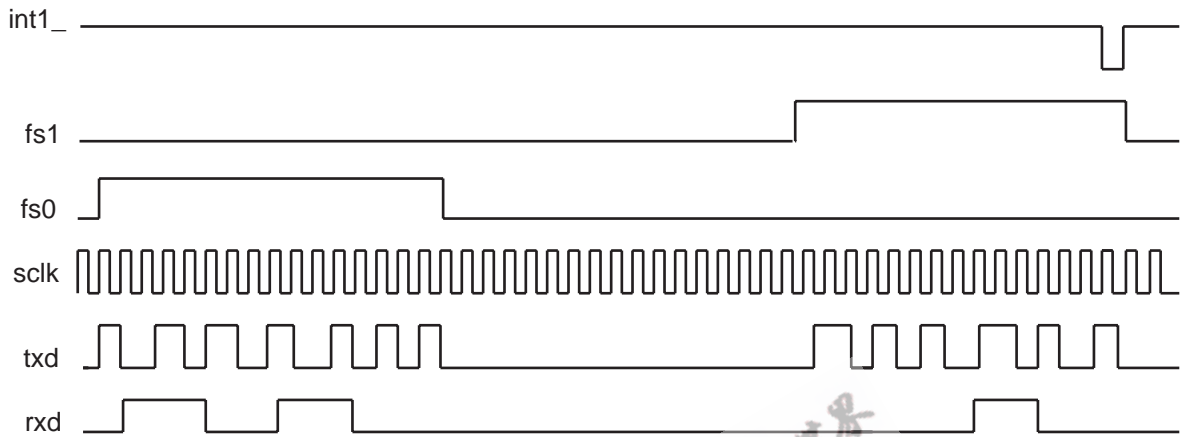 int1_
fs1
fs0
sclk
txd
rxd